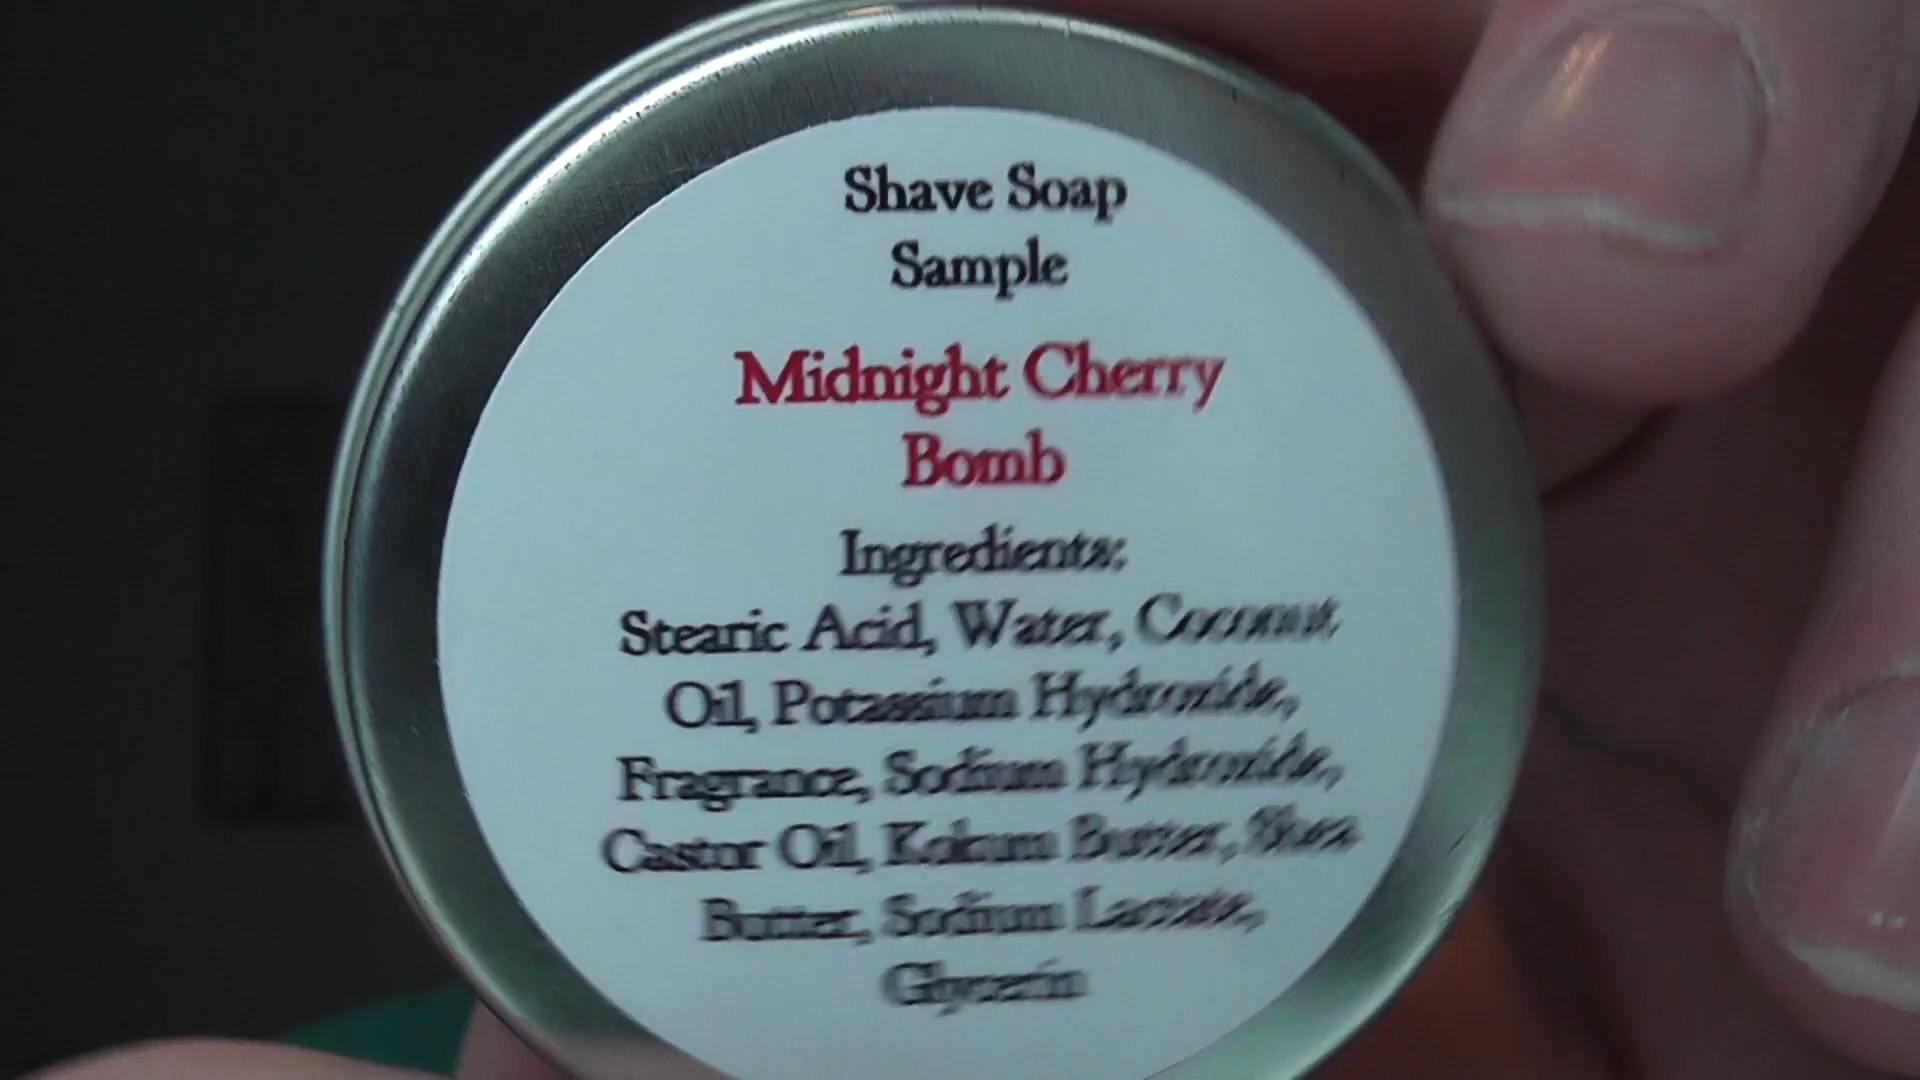 Shave Soap
Sample
Midnight Cherry
Bomb
Ingredients:
Stearic Acid, Water, Coconut
Oil, Potassium Hydroxide,
Fragrance, Sodium Hydroxide,
Castor Oil, Kokum Butter, Shea
Butter, Sodium Lactate,
Glycerin